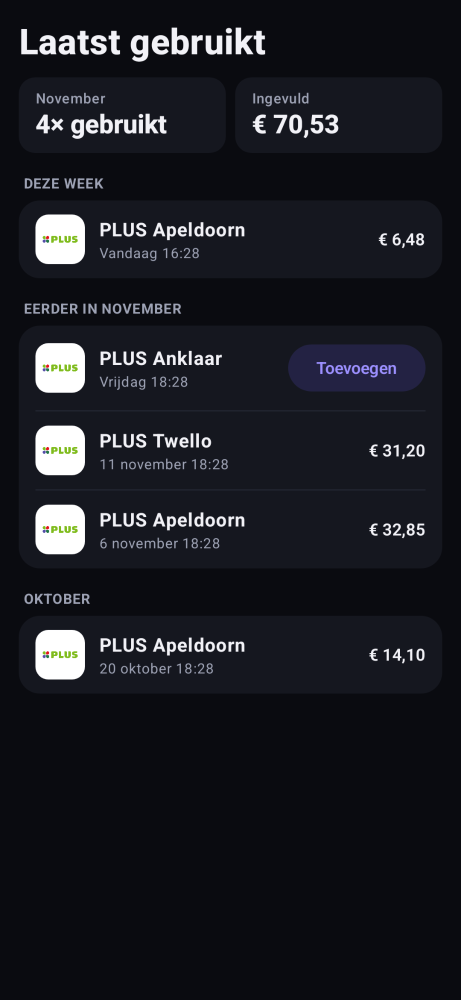 Laatst gebruikt
November
4× gebruikt
Ingevuld
€ 70,53
DEZE WEEK
PLUS
PLUS Apeldoorn
Vandaag 16:28
€ 6,48
EERDER IN NOVEMBER
PLUS
PLUS Anklaar
Vrijdag 18:28
Toevoegen
PLUS
PLUS Twello
11 november 18:28
€ 31,20
PLUS
PLUS Apeldoorn
6 november 18:28
€ 32,85
OKTOBER
PLUS
PLUS Apeldoorn
20 oktober 18:28
€ 14,10